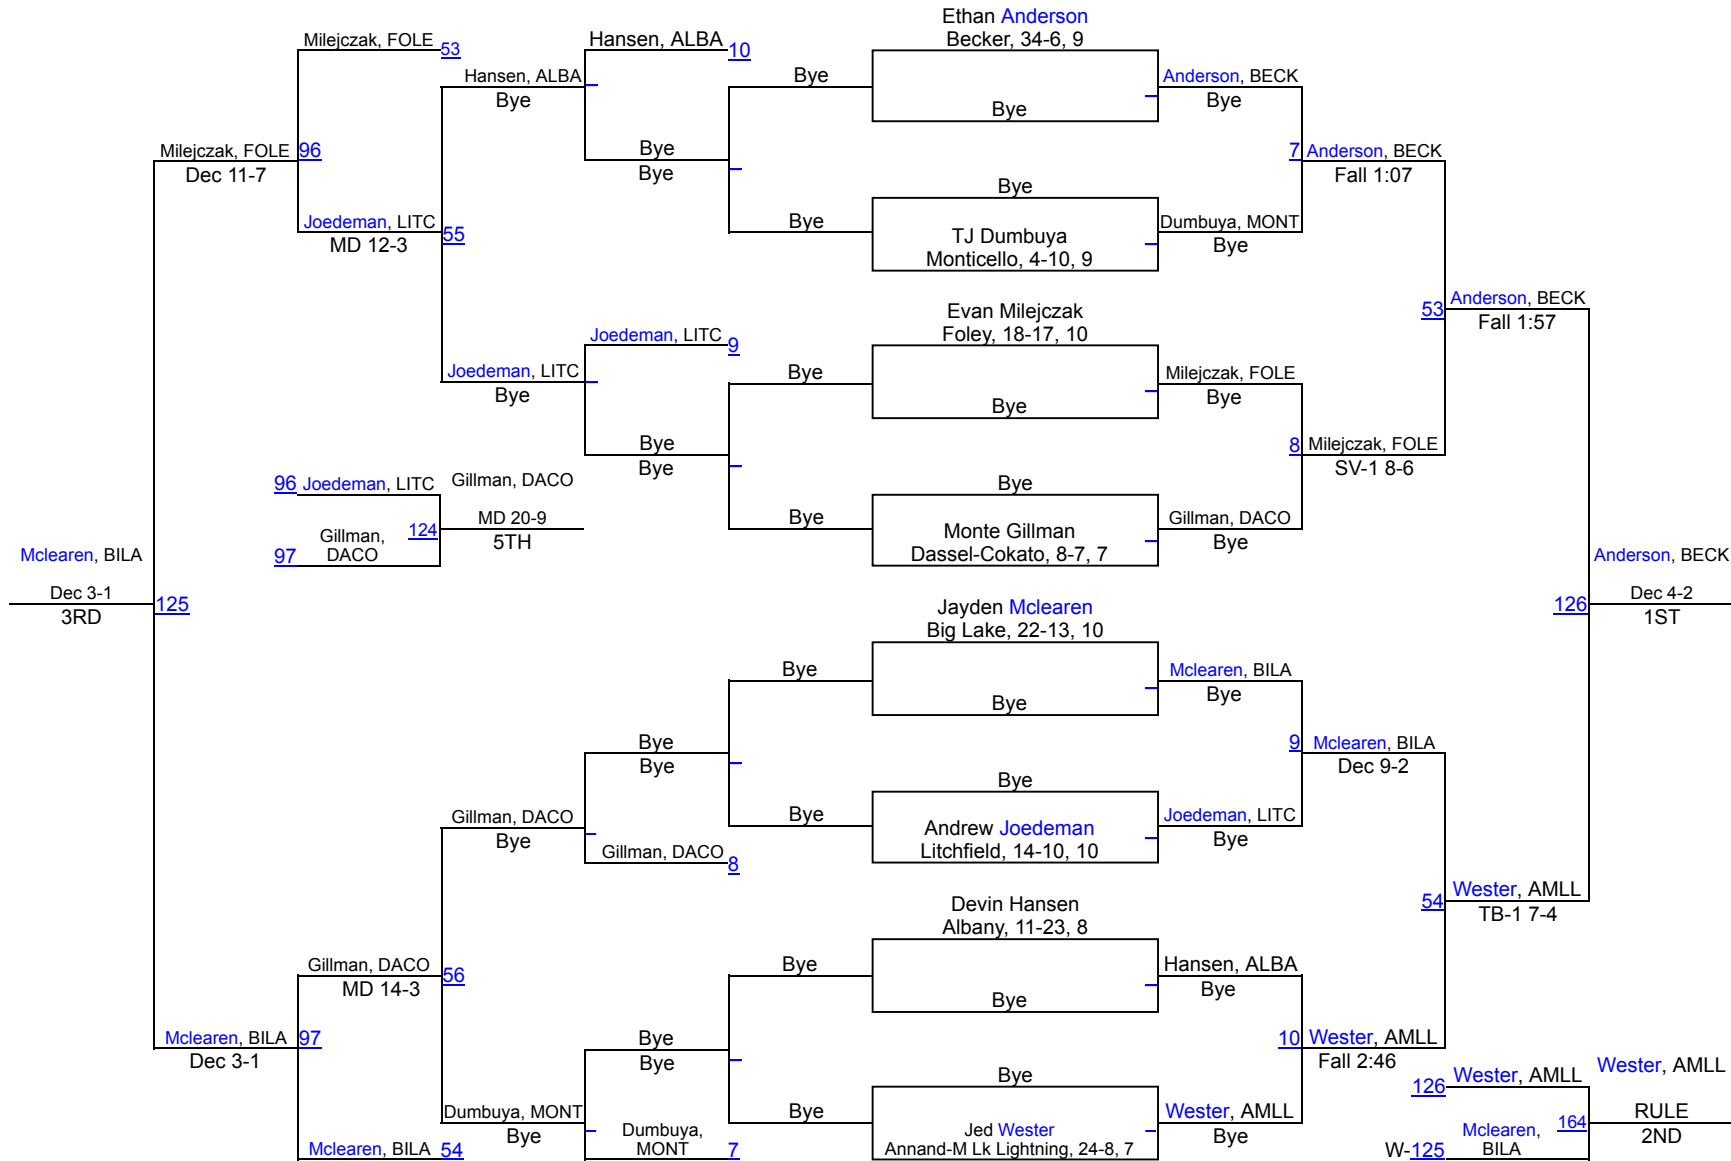 Ethan Anderson
Becker, 34-6, 9
Milejczak, FOLE 53
Hansen, ALBA 10
Hansen, ALBA
Bye
Bye
Bye
Anderson, BECK
Bye
Milejczak, FOLE 96
Dec 11-7
Bye
Bye
7 Anderson, BECK
Fall 1:07
Bye
Joedeman, LITC
MD 12-3
55
Bye
TJ Dumbuya
Monticello, 4-10, 9
Dumbuya, MONT
Bye
Evan Milejczak
Foley, 18-17, 10
53
Anderson, BECK
Fall 1:57
Joedeman, LITC 9
Joedeman, LITC
Bye
Bye
Bye
Milejczak, FOLE
Bye
Bye
Bye
8 Milejczak, FOLE
SV-1 8-6
96 Joedeman, LITC
Gillman, DACO
Bye
MD 20-9
5TH
124
Gillman,
DACO
97
Bye
Monte Gillman
Dassel-Cokato, 8-7, 7
Gillman, DACO
Bye
Mclearen, BILA
Dec 3-1
3RD
125
Anderson, BECK
126
Dec 4-2
1ST
Jayden Mclearen
Big Lake, 22-13, 10
Bye
Bye
Mclearen, BILA
Bye
Bye
Bye
9 Mclearen, BILA
Dec 9-2
Bye
Gillman, DACO
Bye
Bye
Andrew Joedeman
Litchfield, 14-10, 10
Joedeman, LITC
Bye
Gillman, DACO 8
Devin Hansen
Albany, 11-23, 8
54
Wester, AMLL
TB-1 7-4
Gillman, DACO
MD 14-3
56
Bye
Bye
Hansen, ALBA
Bye
Mclearen, BILA 97
Dec 3-1
Bye
Bye
10 Wester, AMLL
Fall 2:46
Bye
126 Wester, AMLL
Wester, AMLL
Dumbuya, MONT
Bye
Bye
Jed Wester
Annand-M Lk Lightning, 24-8, 7
Wester, AMLL
Bye
164
RULE
2ND
Mclearen, BILA 54
Dumbuya,
MONT 7
Mclearen,
BILA
W-125